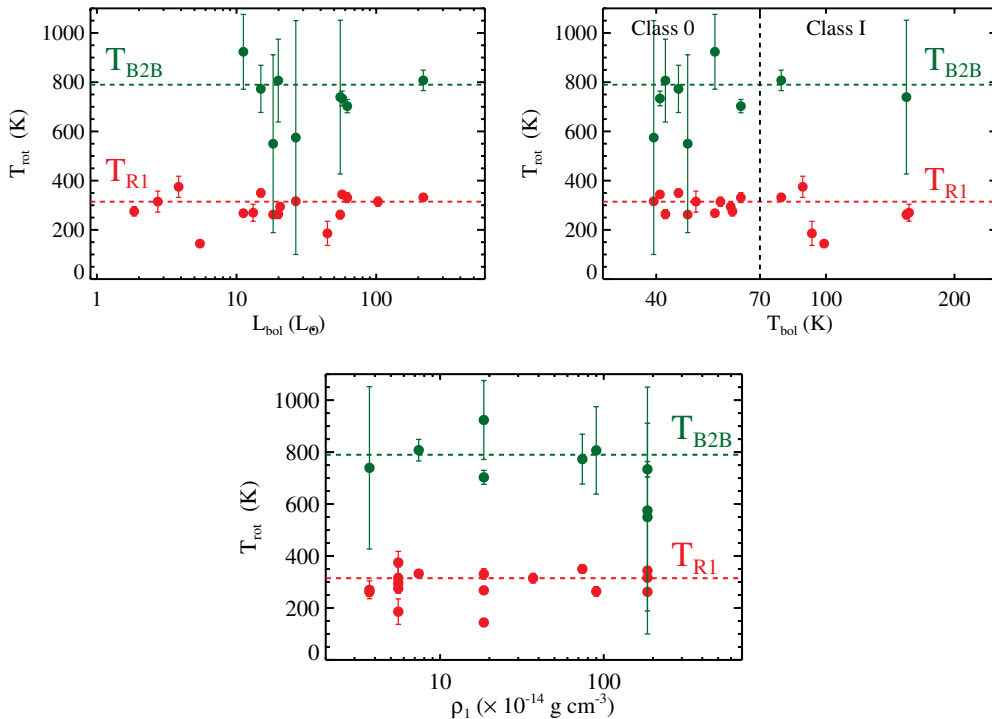 1000
800
600
400
200
0
T_rot (K)
T_B2B
T_R1
1
10
100
L_bol (L_⊙)
1000
800
600
400
200
0
T_rot (K)
Class 0
Class I
T_B2B
T_R1
40
70
100
200
T_bol (K)
1000
800
600
400
200
0
T_rot (K)
T_B2B
T_R1
10
100
ρ_1 (× 10^-14 g cm^-3)